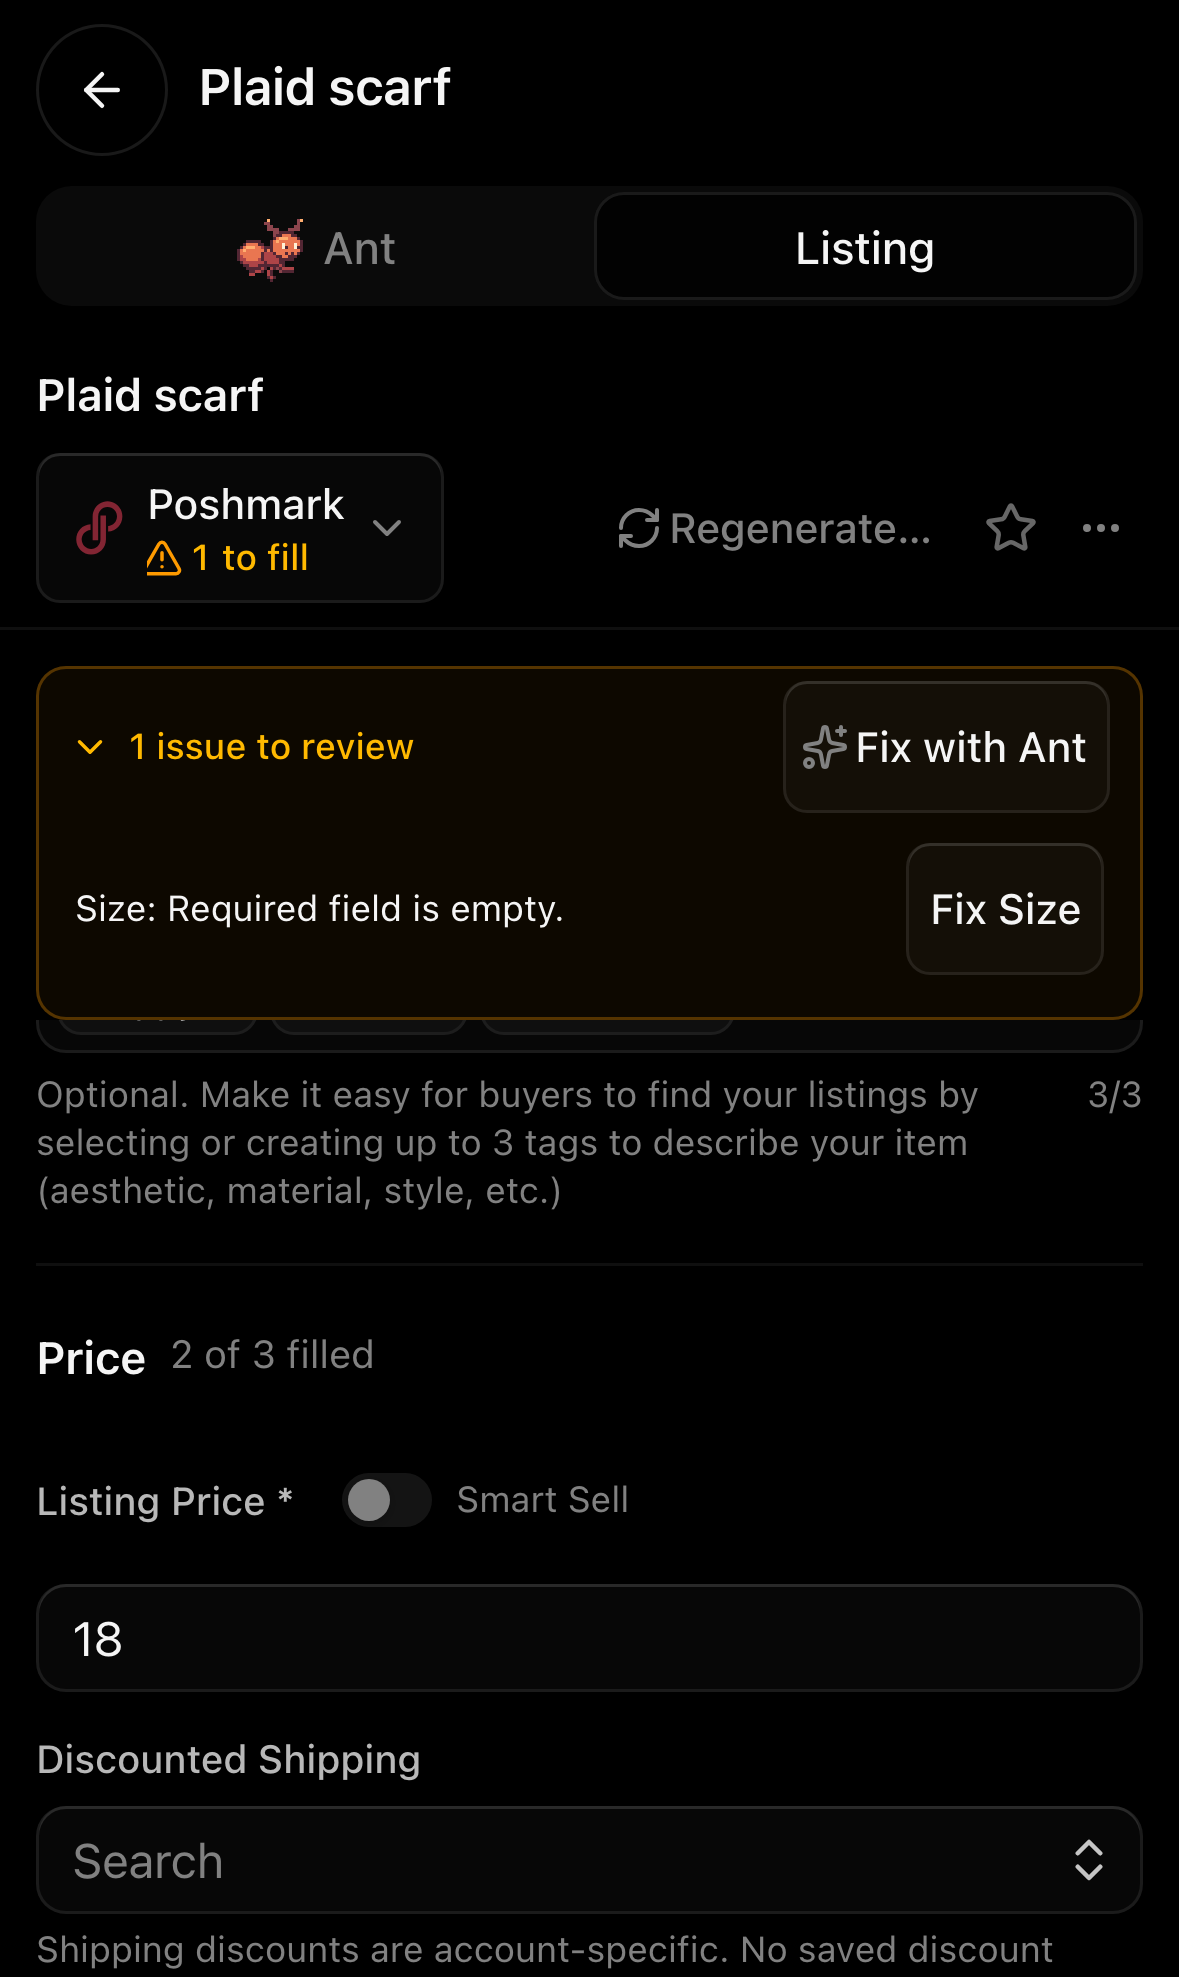 Plaid scarf
Ant
Listing
Plaid scarf
Poshmark
1 to fill
Regenerate...
1 issue to review
Fix with Ant
Size: Required field is empty.
Fix Size
Optional. Make it easy for buyers to find your listings by
3/3
selecting or creating up to 3 tags to describe your item
(aesthetic, material, style, etc.)
Price 2 of 3 filled
Listing Price *
Smart Sell
18
Discounted Shipping
Search
Shipping discounts are account-specific. No saved discount